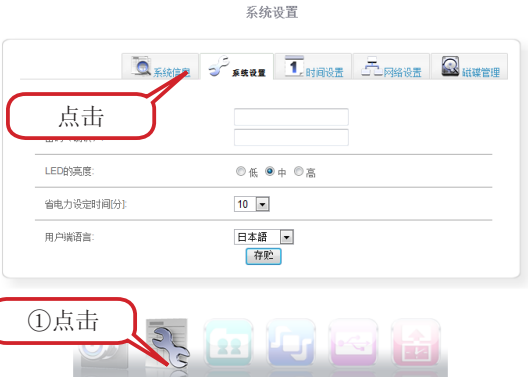 系统设置
系统信息 系统设置 1 时间设置 网络设置 磁碟管理
点击
LED的亮度:
低 中 高
省电力设定时间[分]:
10
用户端语言:
日本語
存贮
①点击